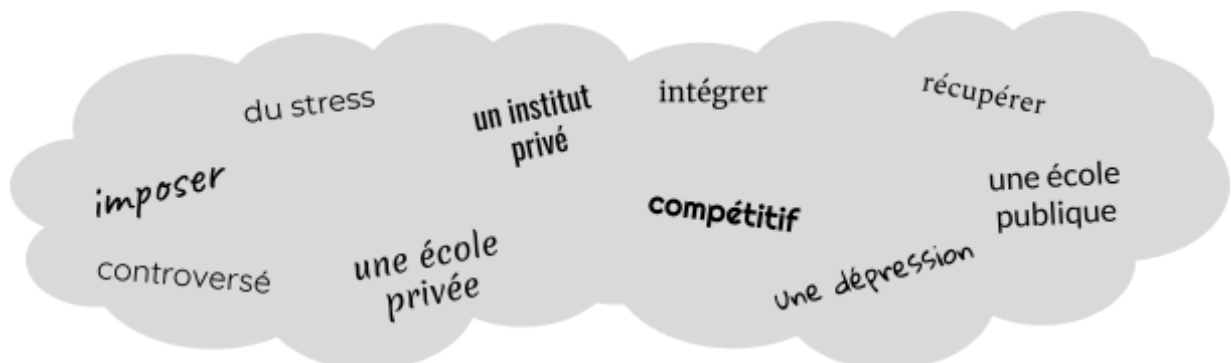 du stress
un institut
privé
intégrer
récupérer
imposer
compétitif
une école
publique
controversé
une école
privée
une dépression